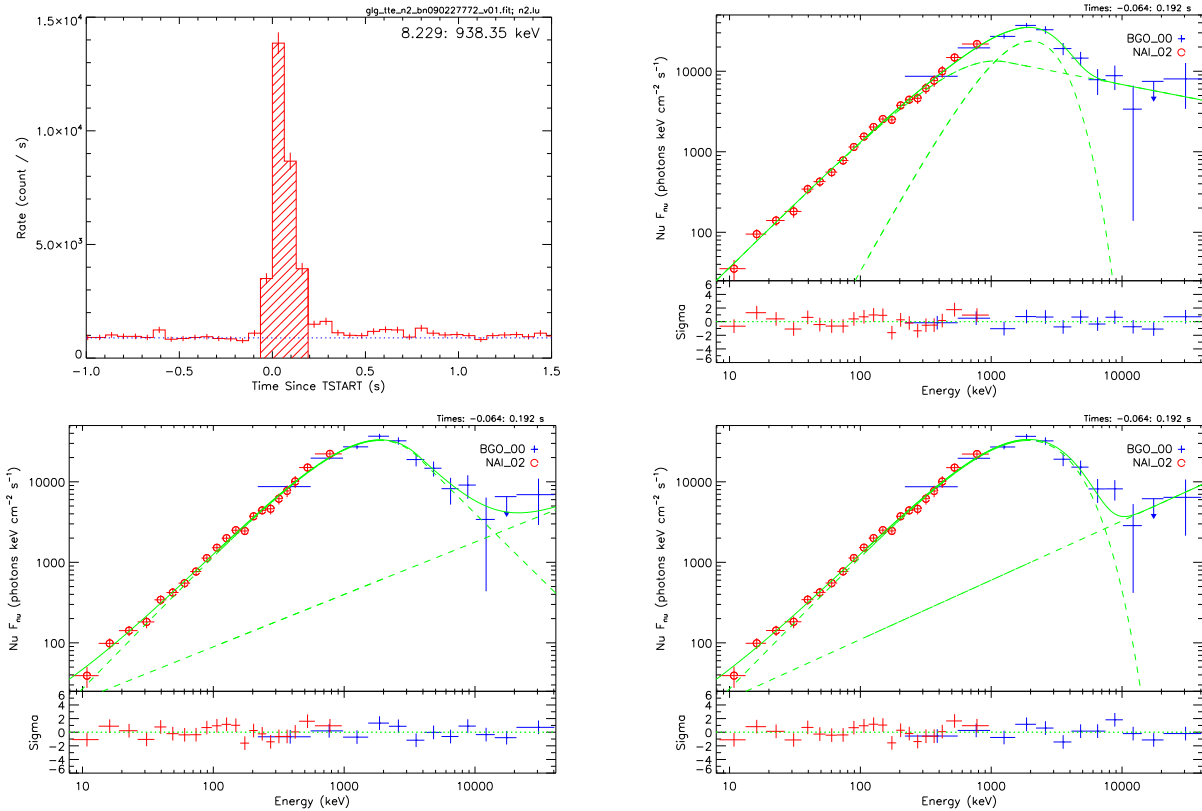 glg_tte_n2_bn090227772_v01.fit; n2.lu
8.229: 938.35 keV
1.5×10⁴
1.0×10⁴
5.0×10³
0
Rate (count / s)
-1.0 -0.5 0.0 0.5 1.0 1.5
Time Since TSTART (s)
Times: -0.064: 0.192 s
BGO_00
NAI_02
10000
1000
100
Nu Fnu (photons keV cm⁻² s⁻¹)
6
4
2
0
-2
-4
-6
Sigma
10 100 1000 10000
Energy (keV)
Times: -0.064: 0.192 s
BGO_00
NAI_02
10000
1000
100
Nu Fnu (photons keV cm⁻² s⁻¹)
6
4
2
0
-2
-4
-6
Sigma
10 100 1000 10000
Energy (keV)
Times: -0.064: 0.192 s
BGO_00
NAI_02
10000
1000
100
Nu Fnu (photons keV cm⁻² s⁻¹)
6
4
2
0
-2
-4
-6
Sigma
10 100 1000 10000
Energy (keV)